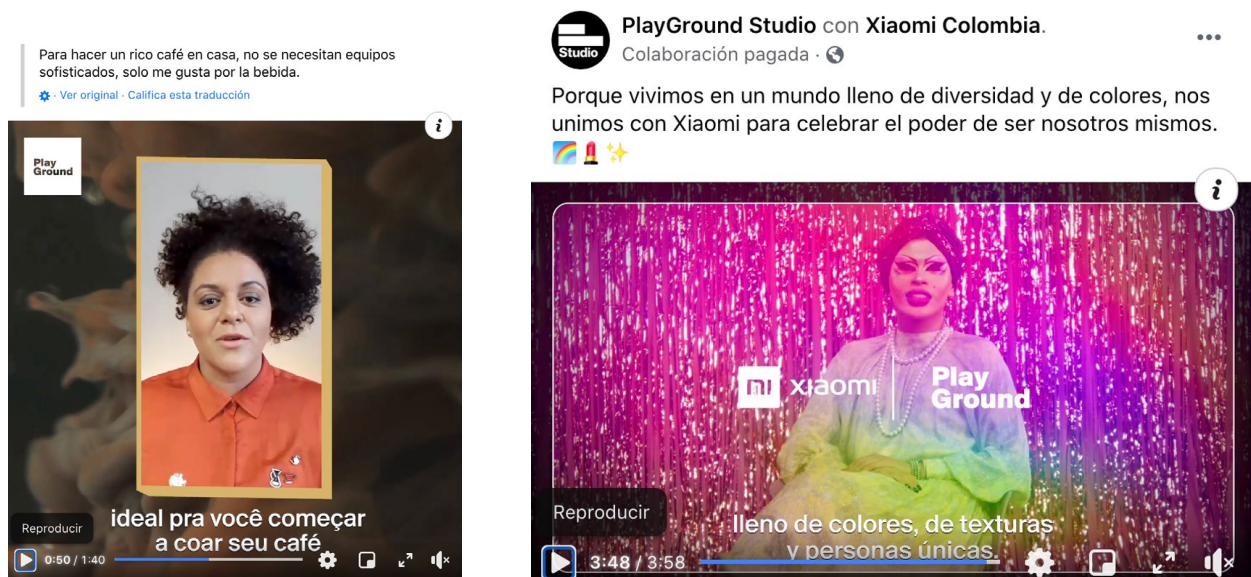 Para hacer un rico café en casa, no se necesitan equipos
sofisticados, solo me gusta por la bebida.
· Ver original · Califica esta traducción
i
Play
Ground
ideal pra você começar
a coar seu café
Reproducir
0:50 / 1:40
Studio
PlayGround Studio con Xiaomi Colombia.
Colaboración pagada ·
Porque vivimos en un mundo lleno de diversidad y de colores, nos
unimos con Xiaomi para celebrar el poder de ser nosotros mismos.
i
mi xiaomi
Play
Ground
Reproducir
lleno de colores, de texturas
y personas únicas.
3:48 / 3:58